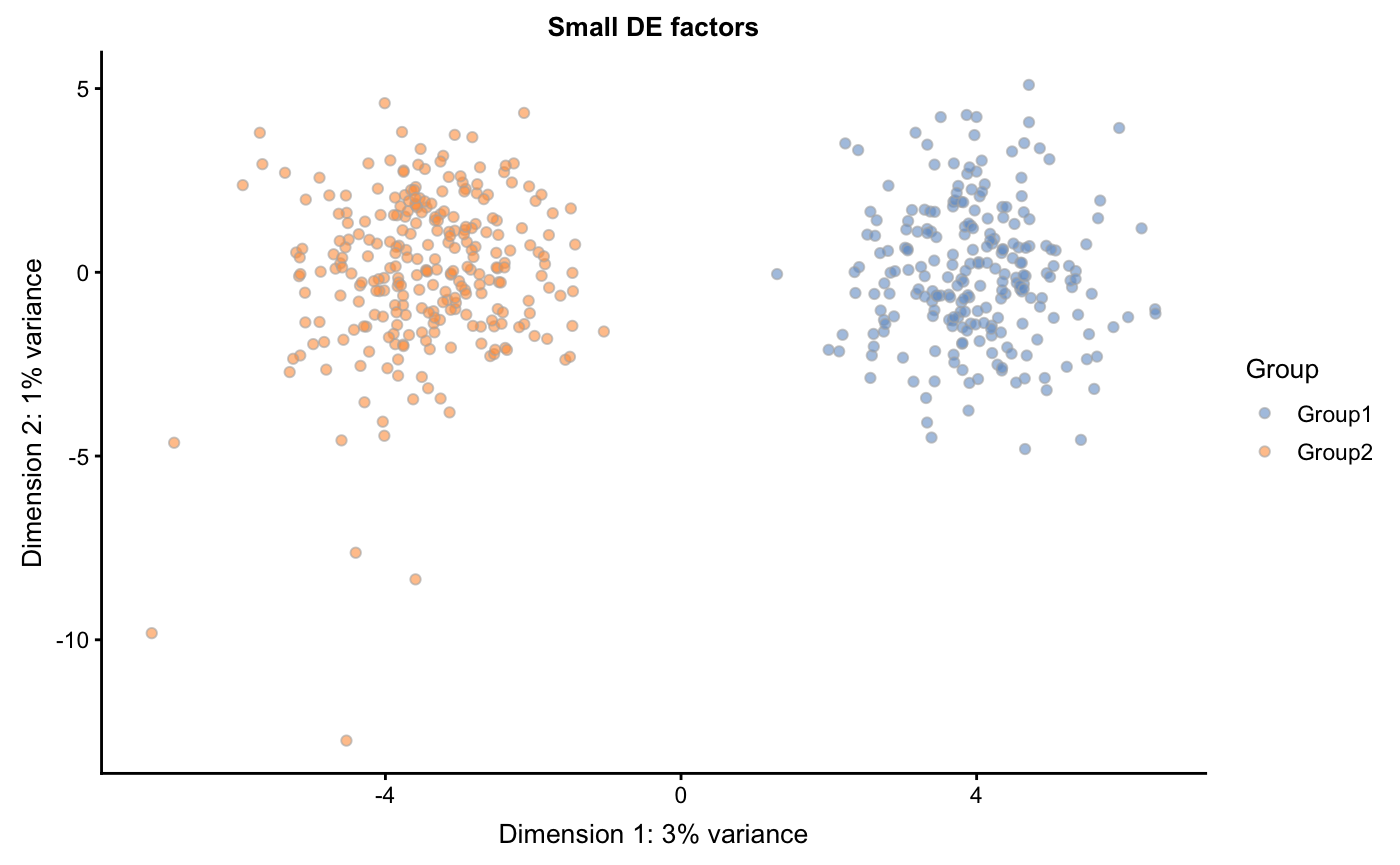 Small DE factors
Dimension 2: 1% variance
5
0
-5
-10
-4
0
4
Dimension 1: 3% variance
Group
Group1
Group2